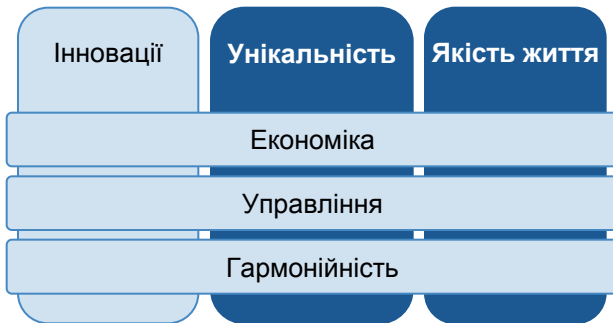 Інновації
Унікальність
Якість життя
Економіка
Управління
Гармонійність